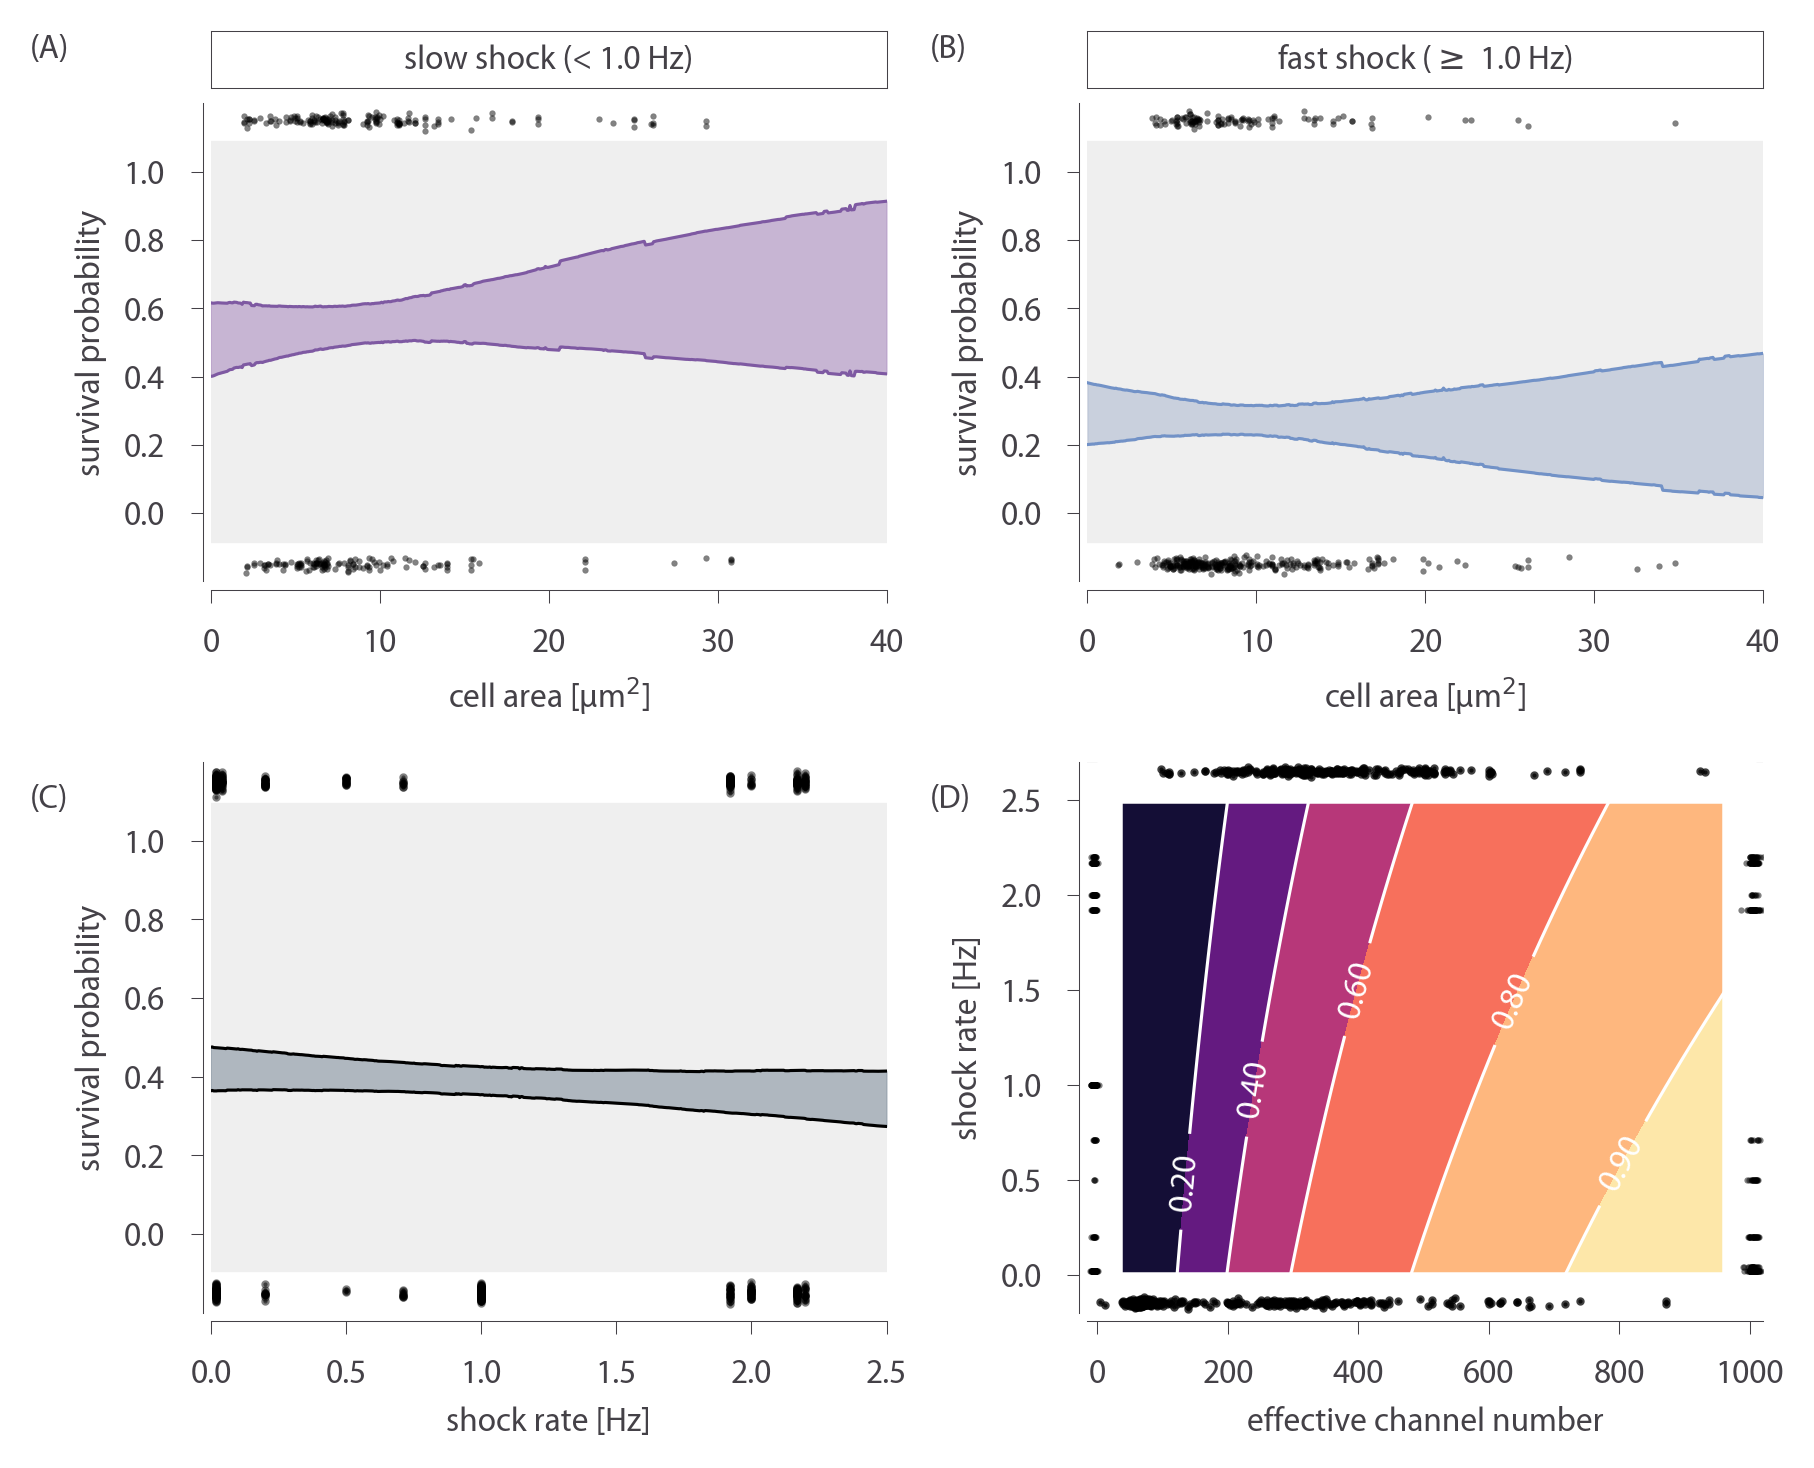 (A)
slow shock (< 1.0 Hz)
survival probability
1.0
0.8
0.6
0.4
0.2
0.0
0 10 20 30 40
cell area [µm²]
(B)
fast shock ( ≥ 1.0 Hz)
survival probability
1.0
0.8
0.6
0.4
0.2
0.0
0 10 20 30 40
cell area [µm²]
(C)
survival probability
1.0
0.8
0.6
0.4
0.2
0.0
0.0 0.5 1.0 1.5 2.0 2.5
shock rate [Hz]
(D)
shock rate [Hz]
2.5
2.0
1.5
1.0
0.5
0.0
0.20
0.40
0.60
0.80
0.90
0 200 400 600 800 1000
effective channel number